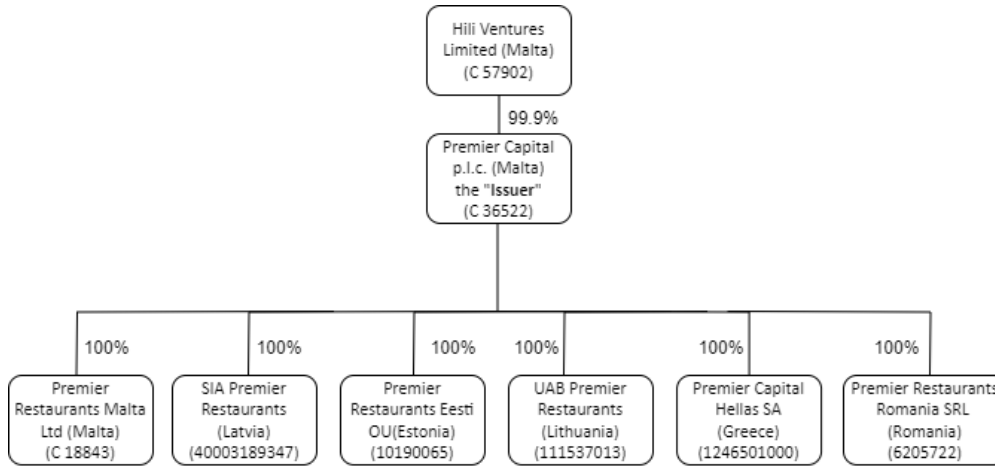 Hili Ventures
Limited (Malta)
(C 57902)
99.9%
Premier Capital
p.l.c. (Malta)
the "Issuer"
(C 36522)
100%
100%
100%
100%
100%
100%
Premier
Restaurants Malta
Ltd (Malta)
(C 18843)
SIA Premier
Restaurants
(Latvia)
(40003189347)
Premier
Restaurants Eesti
OU(Estonia)
(10190065)
UAB Premier
Restaurants
(Lithuania)
(111537013)
Premier Capital
Hellas SA
(Greece)
(1246501000)
Premier Restaurants
Romania SRL
(Romania)
(6205722)